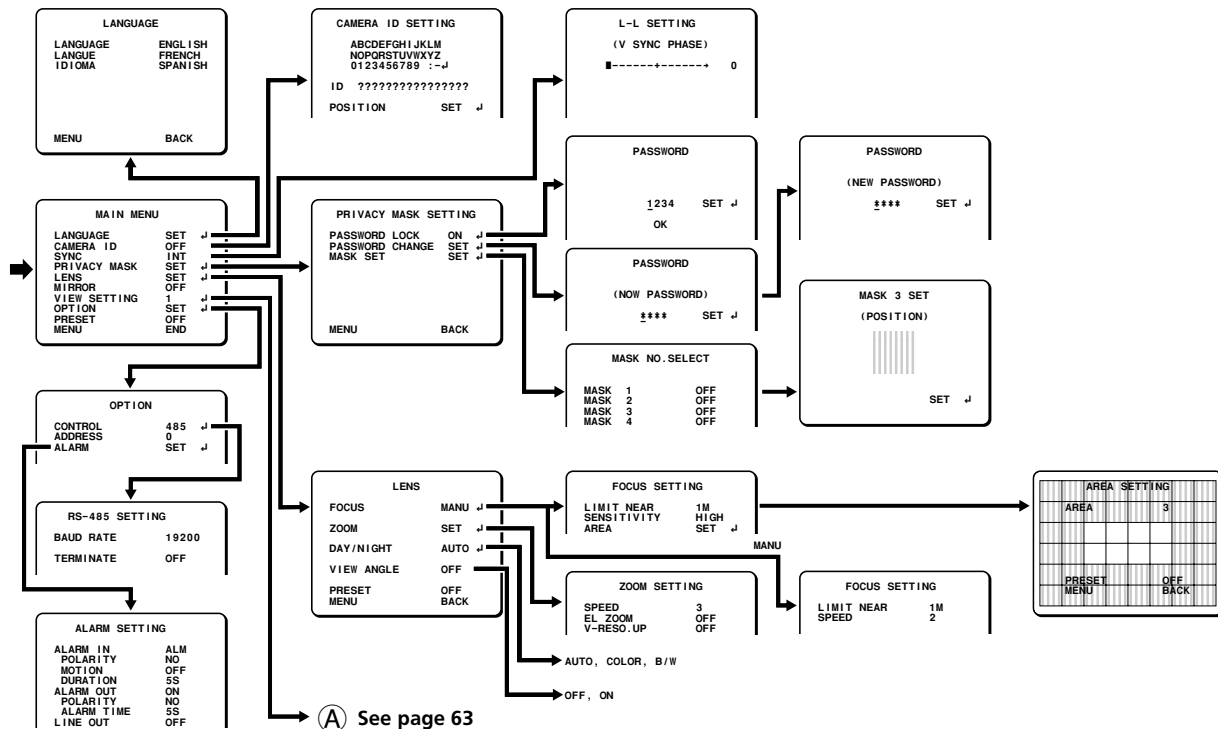 LANGUAGE
LANGUAGE ENGLISH
LANGUE FRENCH
IDIOMA SPANISH
MENU BACK
CAMERA ID SETTING
ABCDEFGHIJKLM
NOPQRSTUVWXYZ
0123456789 :-↲
ID ????????????????
POSITION SET ↲
L-L SETTING
(V SYNC PHASE)
∎------+------+ 0
MAIN MENU
LANGUAGE SET ↲
CAMERA ID OFF
SYNC INT
PRIVACY MASK SET ↲
LENS SET ↲
MIRROR OFF
VIEW SETTING 1 ↲
OPTION SET ↲
PRESET OFF
MENU END
PRIVACY MASK SETTING
PASSWORD LOCK ON ↲
PASSWORD CHANGE SET ↲
MASK SET SET ↲
MENU BACK
PASSWORD
1234 SET ↲
OK
PASSWORD
(NEW PASSWORD)
**** SET ↲
PASSWORD
(NOW PASSWORD)
**** SET ↲
MASK NO.SELECT
MASK 1 OFF
MASK 2 OFF
MASK 3 OFF
MASK 4 OFF
MASK 3 SET
(POSITION)
SET ↲
OPTION
CONTROL 485 ↲
ADDRESS 0
ALARM SET ↲
RS-485 SETTING
BAUD RATE 19200
TERMINATE OFF
ALARM SETTING
ALARM IN ALM
POLARITY NO
MOTION OFF
DURATION 5S
ALARM OUT ON
POLARITY NO
ALARM TIME 5S
LINE OUT OFF
LENS
FOCUS MANU ↲
ZOOM SET ↲
DAY/NIGHT AUTO ↲
VIEW ANGLE OFF
PRESET OFF
MENU BACK
FOCUS SETTING
LIMIT NEAR 1M
SENSITIVITY HIGH
AREA SET ↲
MANU
ZOOM SETTING
SPEED 3
EL ZOOM OFF
V-RESO.UP OFF
FOCUS SETTING
LIMIT NEAR 1M
SPEED 2
AREA SETTING
AREA 3
PRESET OFF
MENU BACK
AUTO, COLOR, B/W
OFF, ON
Ⓐ See page 63